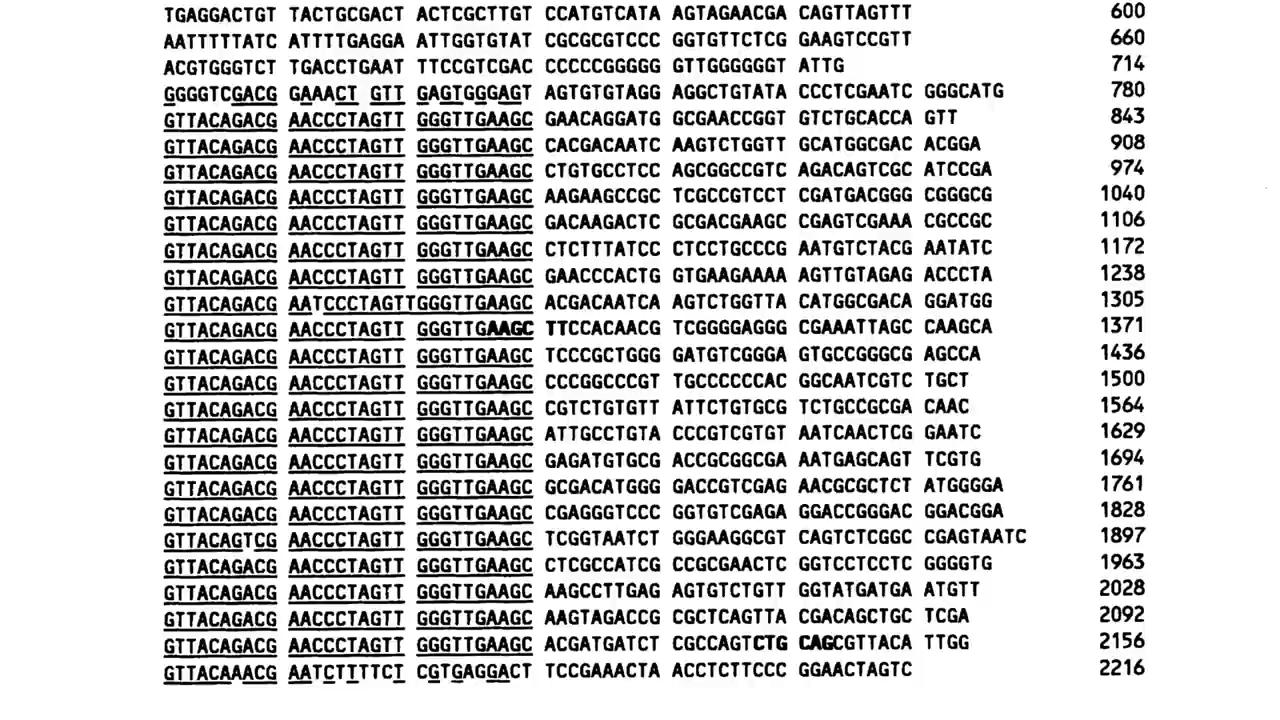 TGAGGACTGT TACTGCGACT ACTCGCTTGT CCATGTCATA AGTAGAACGA CAGTTAGTTT 600
AATTTTTATC ATTTTGAGGA ATTGGTGTAT CGCGCGTCCC GGTGTTCTCG GAAGTCCGTT 660
ACGTGGGTCT TGACCTGAAT TTCCGTCGAC CCCCCCGGGGG GTTGGGGGGT ATTG 714
GGGGTCGACG GAAACT GTT GAGTGGGAGT AGTGTGTAGG AGGCTGTATA CCCTCGAATC GGGCATG 780
GTTACAGACG AACCCTAGTT GGGTTGAAGC GAACAGGATG GCGAACCGGT GTCTGCACCA GTT 843
GTTACAGACG AACCCTAGTT GGGTTGAAGC CACGACAATC AAGTCTGGTT GCATGGCGAC ACGGA 908
GTTACAGACG AACCCTAGTT GGGTTGAAGC CTGTGCCTCC AGCGGCCGTC AGACAGTCGC ATCCGA 974
GTTACAGACG AACCCTAGTT GGGTTGAAGC AAGAAGCCGC TCGCCGTCCT CGATGACGGG CGGGCG 1040
GTTACAGACG AACCCTAGTT GGGTTGAAGC GACAAGACTC GCGACGAAGC CGAGTCGAAA CGCCGC 1106
GTTACAGACG AACCCTAGTT GGGTTGAAGC CTCTTTATCC CTCCTGCCCG AATGTCTACG AATATC 1172
GTTACAGACG AACCCTAGTT GGGTTGAAGC GAACCCACTG GTGAAGAAAA AGTTGTAGAG ACCCTA 1238
GTTACAGACG AATCCCTAGTTGGGTTGAAGC ACGACAATCA AGTCTGGTTA CATGGCGACA GGATGG 1305
GTTACAGACG AACCCTAGTT GGGTTGAAGC TTCCACAACG TCGGGGAGGG CGAAATTAGC CAAGCA 1371
GTTACAGACG AACCCTAGTT GGGTTGAAGC TCCCGCTGGG GATGTCGGGA GTGCCGGGCG AGCCA 1436
GTTACAGACG AACCCTAGTT GGGTTGAAGC CCCGGCCCGT TGCCCCCCAC GGCAATCGTC TGCT 1500
GTTACAGACG AACCCTAGTT GGGTTGAAGC CGTCTGTGTT ATTCTGTGCG TCTGCCGCGA CAAC 1564
GTTACAGACG AACCCTAGTT GGGTTGAAGC ATTGCCTGTA CCCGTCGTGT AATCAACTCG GAATC 1629
GTTACAGACG AACCCTAGTT GGGTTGAAGC GAGATGTGCG ACCGCGGCGA AATGAGCAGT TCGTG 1694
GTTACAGACG AACCCTAGTT GGGTTGAAGC GCGACATGGG GACCGTCGAG AACGCGCTCT ATGGGGA 1761
GTTACAGACG AACCCTAGTT GGGTTGAAGC CGAGGGTCCC GGTGTCGAGA GGACCGGGAC GGACGGA 1828
GTTACAGTCG AACCCTAGTT GGGTTGAAGC TCGGTAATCT GGGAAGGCGT CAGTCTCGGC CGAGTAATC 1897
GTTACAGACG AACCCTAGTT GGGTTGAAGC CTCGCCATCG CCGCGAACTC GGTCCTCCTC GGGGTG 1963
GTTACAGACG AACCCTAGTT GGGTTGAAGC AAGCCTTGAG AGTGTCTGTT GGTATGATGA ATGTT 2028
GTTACAGACG AACCCTAGTT GGGTTGAAGC AAGTAGACCG CGCTCAGTTA CGACAGCTGC TCGA 2092
GTTACAGACG AACCCTAGTT GGGTTGAAGC ACGATGATCT CGCCAGTCTG CAGCGTTACA TTGG 2156
GTTACAAACG AATCTTTTCT CGTGAGGACT TCCGAAACTA ACCTCTTCCC GGAACTAGTC 2216